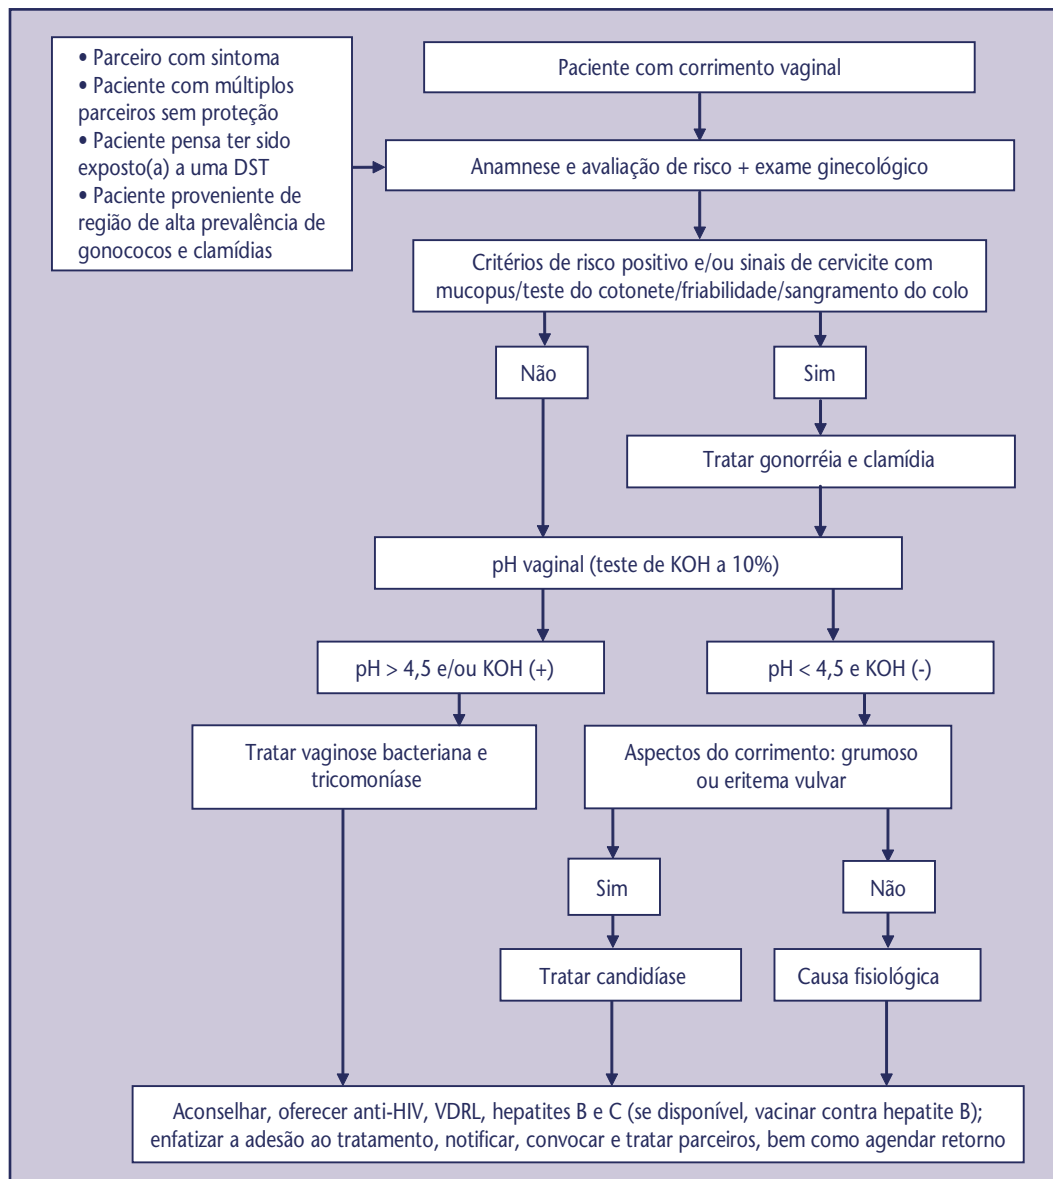 • Parceiro com sintoma
• Paciente com múltiplos
parceiros sem proteção
• Paciente pensa ter sido
exposto(a) a uma DST
• Paciente proveniente de
região de alta prevalência de
gonococos e clamídias
Paciente com corrimento vaginal
Anamnese e avaliação de risco + exame ginecológico
Critérios de risco positivo e/ou sinais de cervicite com
mucopus/teste do cotonete/friabilidade/sangramento do colo
Não
Sim
Tratar gonorréia e clamídia
pH vaginal (teste de KOH a 10%)
pH > 4,5 e/ou KOH (+)
pH < 4,5 e KOH (-)
Tratar vaginose bacteriana e
tricomoníase
Aspectos do corrimento: grumoso
ou eritema vulvar
Sim
Não
Tratar candidíase
Causa fisiológica
Aconselhar, oferecer anti-HIV, VDRL, hepatites B e C (se disponível, vacinar contra hepatite B);
enfatizar a adesão ao tratamento, notificar, convocar e tratar parceiros, bem como agendar retorno